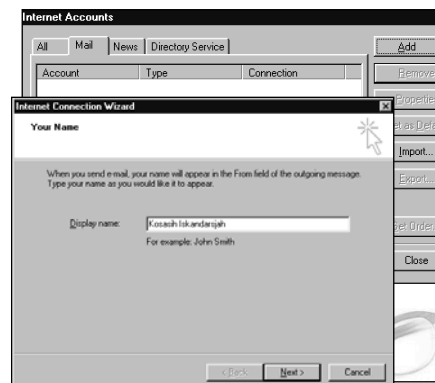 Internet Accounts
All Mail News Directory Service
Add
Account Type Connection
Remove
Internet Connection Wizard
Your Name
Import...
When you send e-mail, your name will appear in the From field of the outgoing message.
Type your name as you would like it to appear.
Export...
Display name: Kosasih Iskandarsjah
For example: John Smith
Close
< Back Next > Cancel